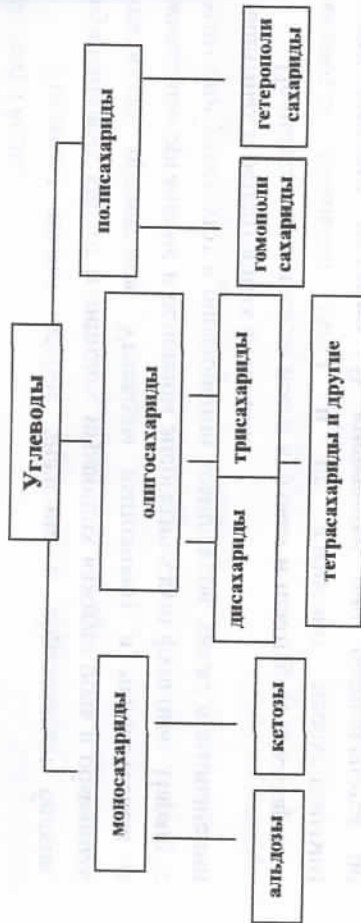 Углеводы
моносахариды
олигосахариды
полисахариды
альдозы
кетозы
дисахариды
трисахариды
гомополи
сахариды
гетерополи
сахариды
тетрасахариды и другие